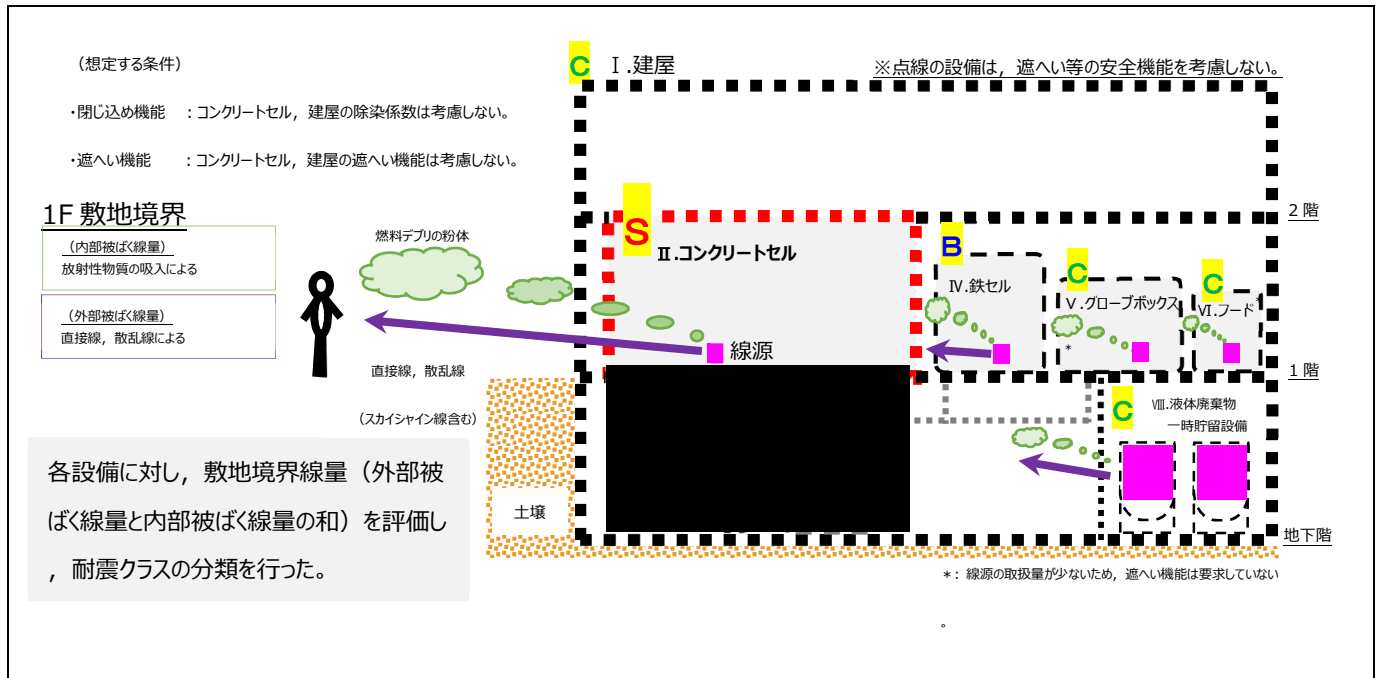 (想定する条件)
・閉じ込め機能 :コンクリートセル,建屋の除染係数は考慮しない。
・遮へい機能 :コンクリートセル,建屋の遮へい機能は考慮しない。
C
Ⅰ.建屋
※点線の設備は,遮へい等の安全機能を考慮しない。
1F 敷地境界
(内部被ばく線量)
放射性物質の吸入による
(外部被ばく線量)
直接線,散乱線による
燃料デブリの粉体
S
Ⅱ.コンクリートセル
線源
B
Ⅳ.鉄セル
C
Ⅴ.グローブボックス
*
C
Ⅵ.フード*
2階
1階
直接線,散乱線
(スカイシャイン線含む)
C
Ⅷ.液体廃棄物
一時貯留設備
土壌
地下階
各設備に対し,敷地境界線量(外部被
ばく線量と内部被ばく線量の和)を評価し
,耐震クラスの分類を行った。
*:線源の取扱量が少ないため,遮へい機能は要求していない
。